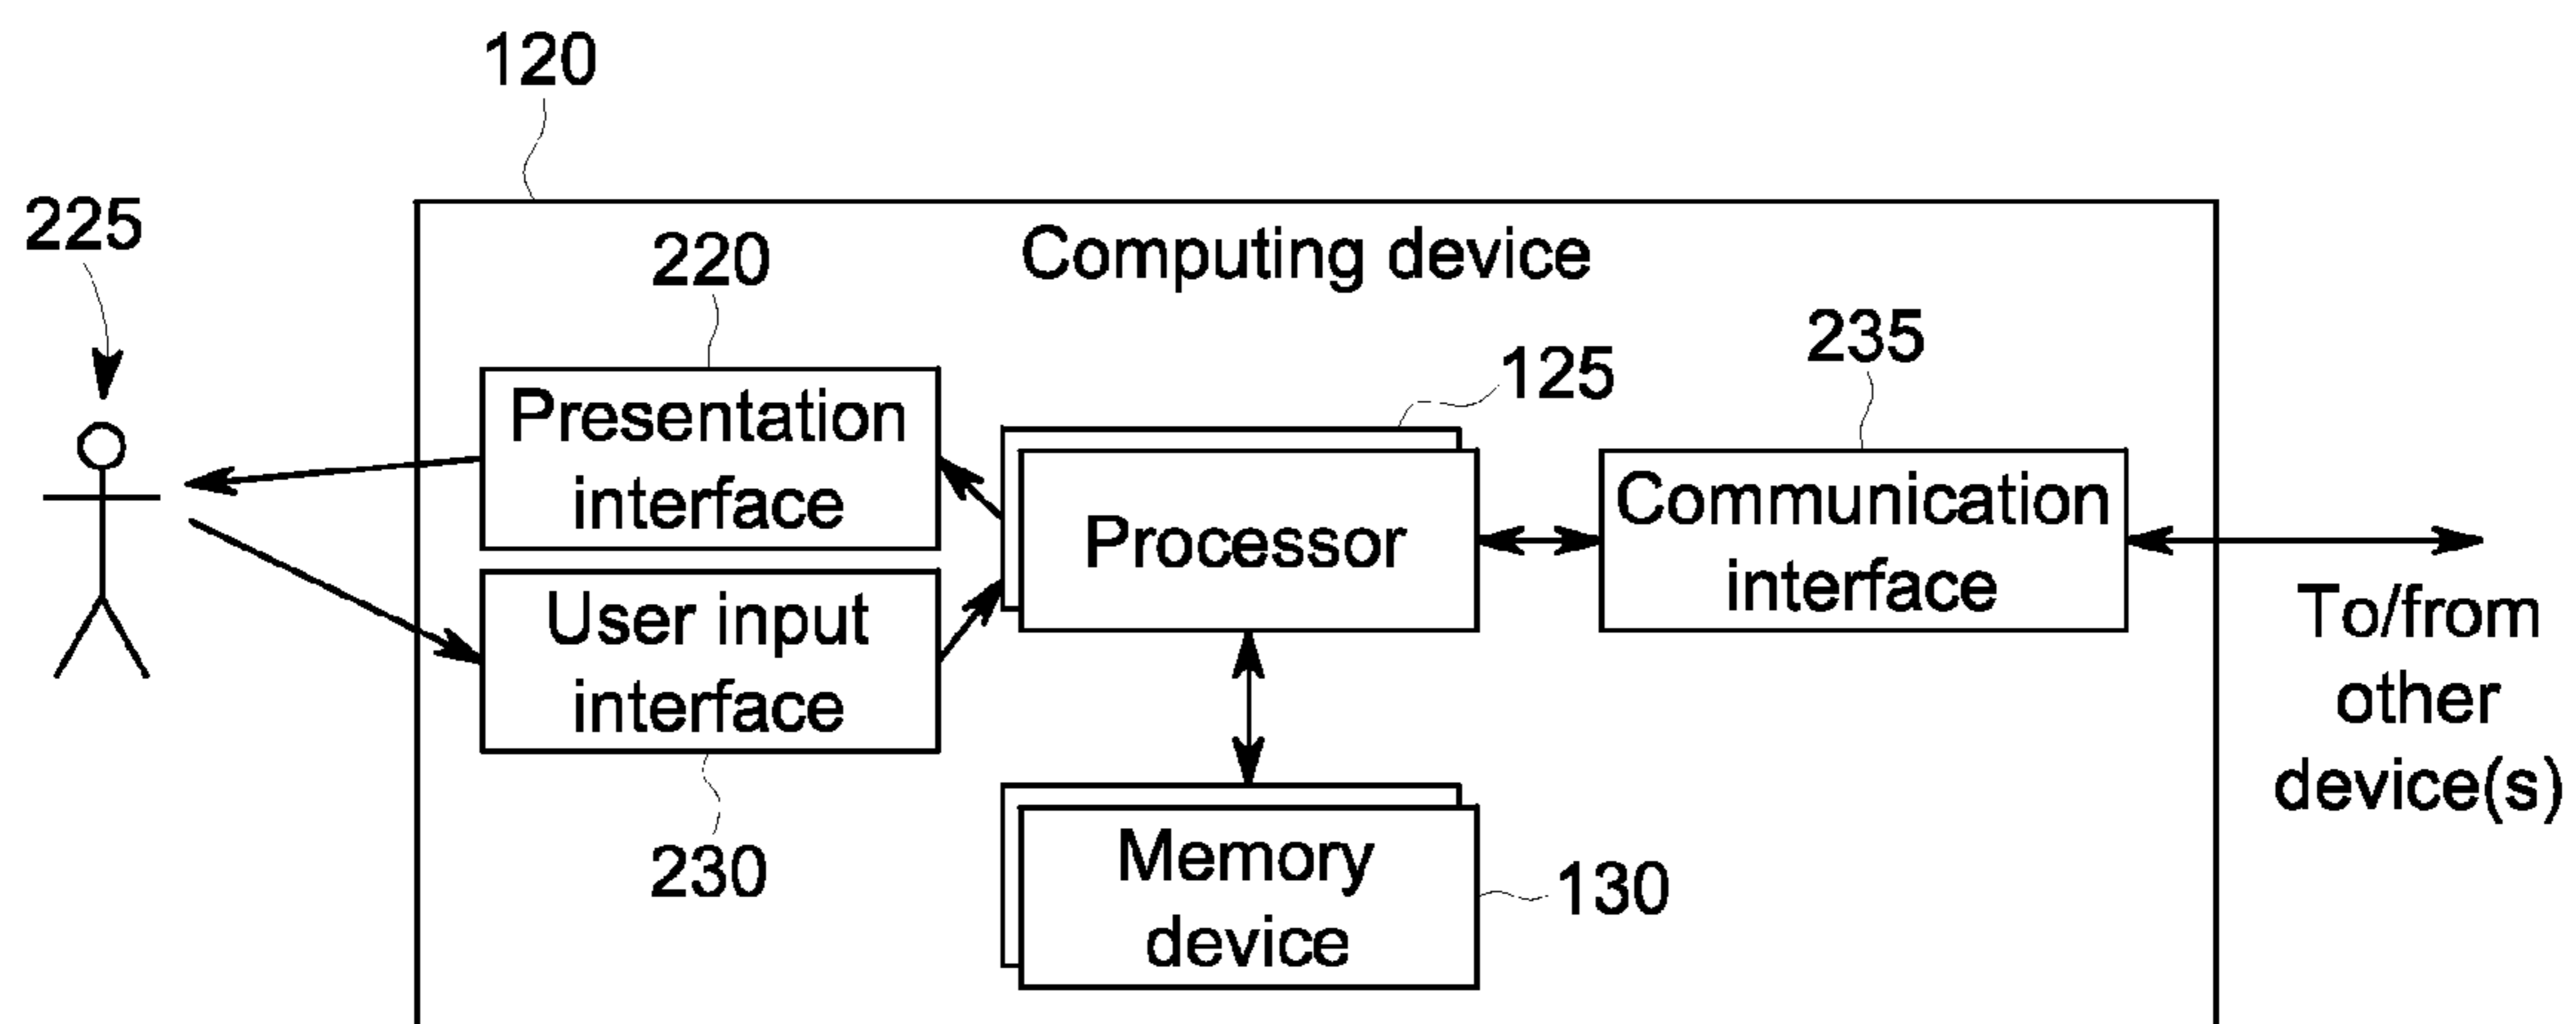 120
225
Computing device
220
235
125
Presentation
interface
Processor
Communication
interface
User input
interface
To/from
other
device(s)
230
Memory
device
130